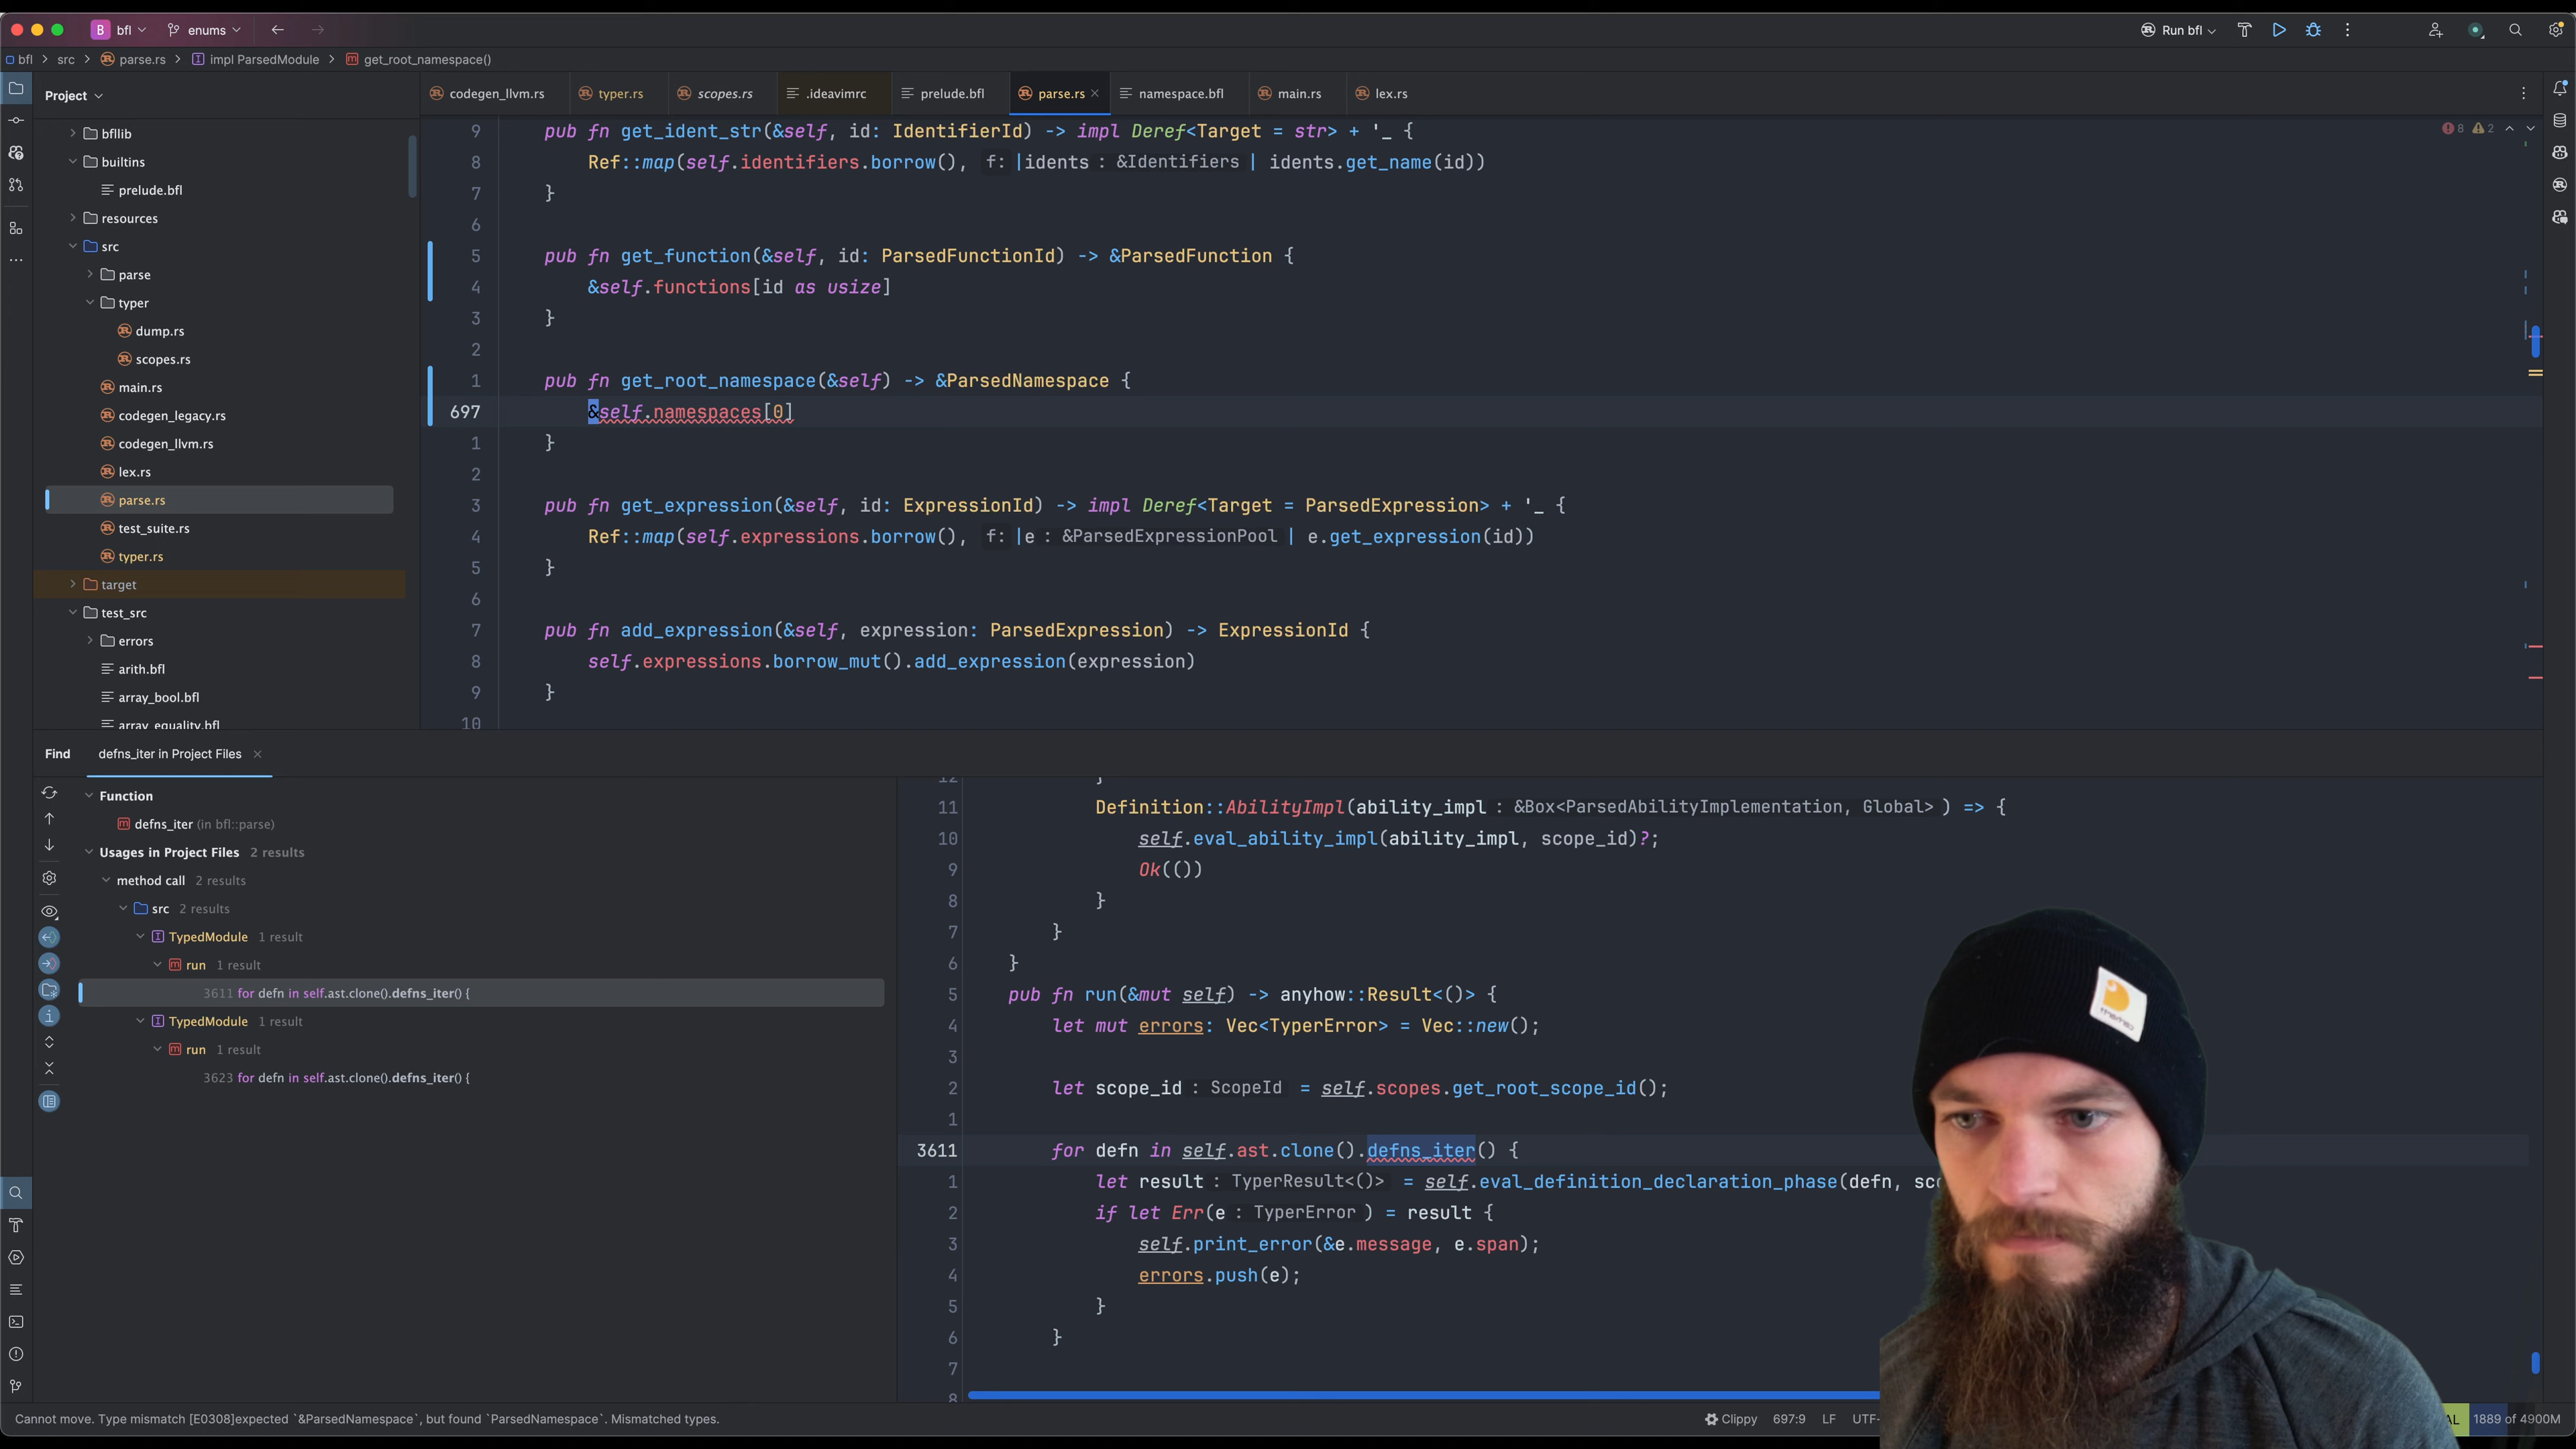 B bfl enums Run bfl
bfl src parse.rs impl ParsedModule get_root_namespace()
Project
codegen_llvm.rs typer.rs scopes.rs .ideavimrc prelude.bfl parse.rs namespace.bfl main.rs lex.rs
bfllib
builtins
prelude.bfl
resources
src
parse
typer
dump.rs
scopes.rs
main.rs
codegen_legacy.rs
codegen_llvm.rs
lex.rs
parse.rs
test_suite.rs
typer.rs
target
test_src
errors
arith.bfl
array_bool.bfl
array_equality.bfl
8 2
9 pub fn get_ident_str(&self, id: IdentifierId) -> impl Deref<Target = str> + '_ {
8 Ref::map(self.identifiers.borrow(), f: |idents : &Identifiers | idents.get_name(id))
7 }
6
5 pub fn get_function(&self, id: ParsedFunctionId) -> &ParsedFunction {
4 &self.functions[id as usize]
3 }
2
1 pub fn get_root_namespace(&self) -> &ParsedNamespace {
697 &self.namespaces[0]
1 }
2
3 pub fn get_expression(&self, id: ExpressionId) -> impl Deref<Target = ParsedExpression> + '_ {
4 Ref::map(self.expressions.borrow(), f: |e : &ParsedExpressionPool | e.get_expression(id))
5 }
6
7 pub fn add_expression(&self, expression: ParsedExpression) -> ExpressionId {
8 self.expressions.borrow_mut().add_expression(expression)
9 }
10
Find defns_iter in Project Files
Function
defns_iter (in bfl::parse)
Usages in Project Files 2 results
method call 2 results
src 2 results
TypedModule 1 result
run 1 result
3611 for defn in self.ast.clone().defns_iter() {
TypedModule 1 result
run 1 result
3623 for defn in self.ast.clone().defns_iter() {
12 }
11 Definition::AbilityImpl(ability_impl : &Box<ParsedAbilityImplementation, Global> ) => {
10 self.eval_ability_impl(ability_impl, scope_id)?;
9 Ok(())
8 }
7 }
6 }
5 pub fn run(&mut self) -> anyhow::Result<()> {
4 let mut errors: Vec<TyperError> = Vec::new();
3
2 let scope_id : ScopeId = self.scopes.get_root_scope_id();
1
3611 for defn in self.ast.clone().defns_iter() {
1 let result : TyperResult<()> = self.eval_definition_declaration_phase(defn,
2 if let Err(e : TyperError ) = result {
3 self.print_error(&e.message, e.span);
4 errors.push(e);
5 }
6 }
7
8
Cannot move. Type mismatch [E0308]expected `&ParsedNamespace`, but found `ParsedNamespace`. Mismatched types.
Clippy 697:9 LF UTF- 1889 of 4900M